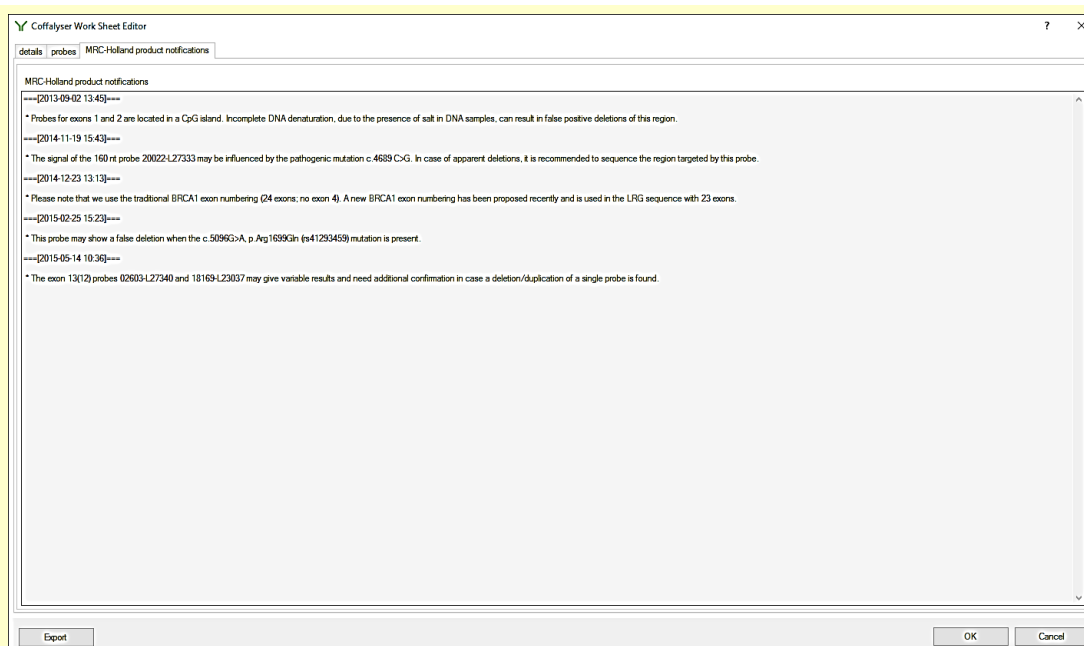 Coffalyser Work Sheet Editor
? ×
details probes MRC-Holland product notifications
MRC-Holland product notifications
===[2013-09-02 13:45]===
* Probes for exons 1 and 2 are located in a CpG island. Incomplete DNA denaturation, due to the presence of salt in DNA samples, can result in false positive deletions of this region.
===[2014-11-19 15:43]===
* The signal of the 160 nt probe 20022-L27333 may be influenced by the pathogenic mutation c.4689 C>G. In case of apparent deletions, it is recommended to sequence the region targeted by this probe.
===[2014-12-23 13:13]===
* Please note that we use the traditional BRCA1 exon numbering (24 exons; no exon 4). A new BRCA1 exon numbering has been proposed recently and is used in the LRG sequence with 23 exons.
===[2015-02-25 15:23]===
* This probe may show a false deletion when the c.5096G>A, p.Arg1699Gln (rs41293459) mutation is present.
===[2015-05-14 10:36]===
* The exon 13(12) probes 02603-L27340 and 18169-L23037 may give variable results and need additional confirmation in case a deletion/duplication of a single probe is found.
Export OK Cancel